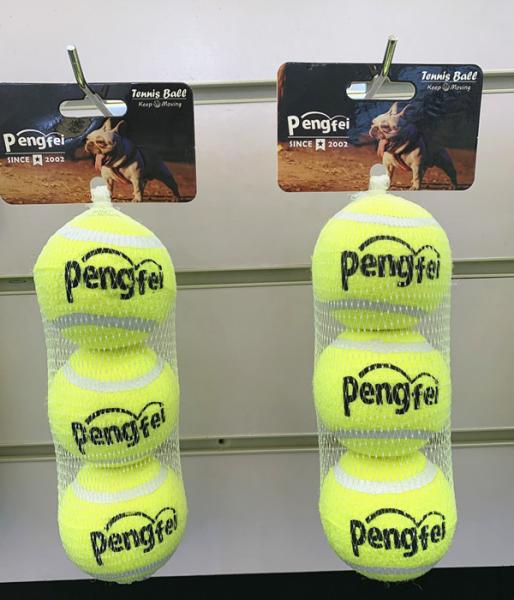 Tennis Ball
Keep Moving
Pengfei
SINCE 2002
pengfei
pengfei
pengfei
Tennis Ball
Keep Moving
Pengfei
SINCE 2002
pengfei
pengfei
pengfei